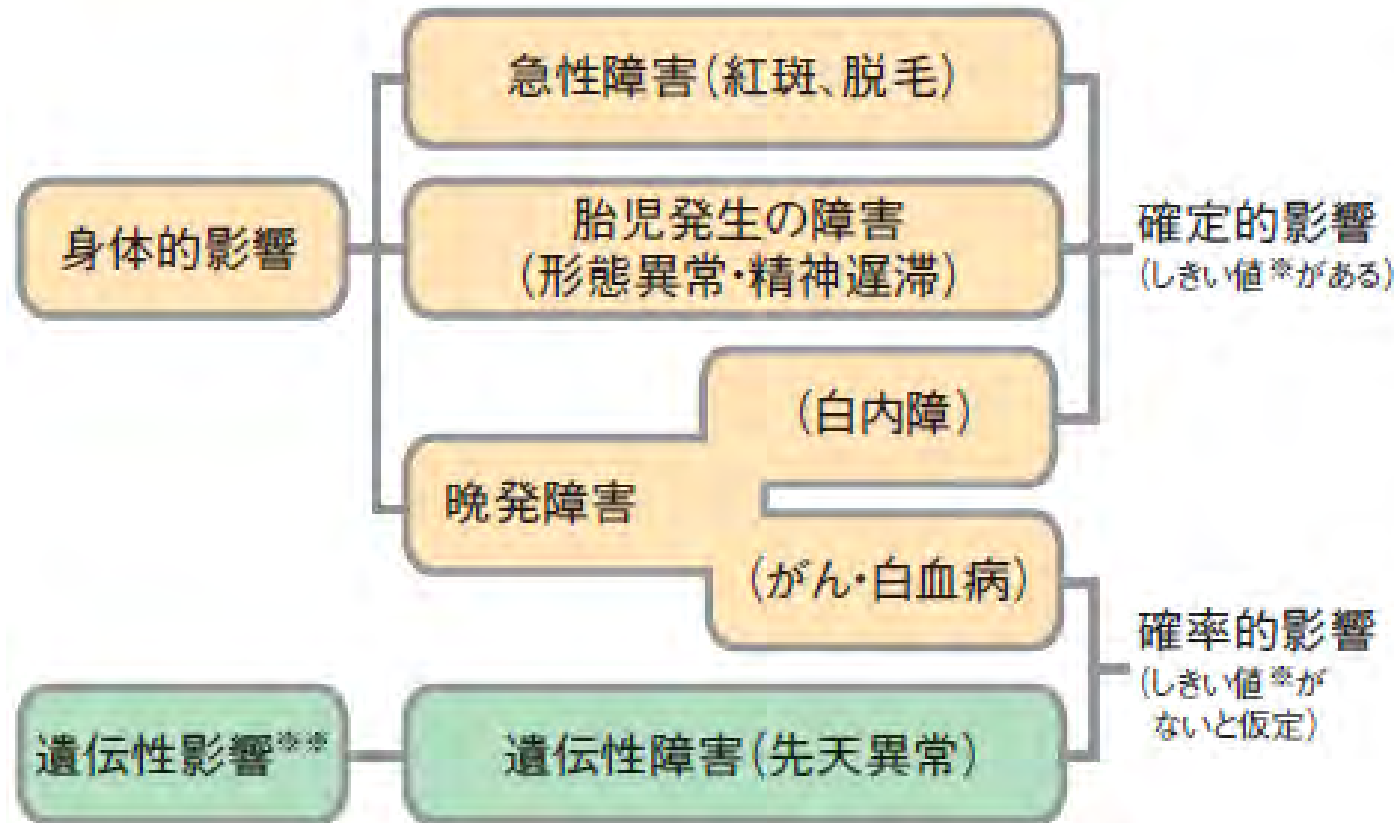 急性障害(紅斑、脱毛)
身体的影響
胎児発生の障害
(形態異常・精神遅滞)
確定的影響
(しきい値※がある)
(白内障)
晩発障害
(がん・白血病)
確率的影響
(しきい値※が
ないと仮定)
遺伝性影響※※
遺伝性障害(先天異常)